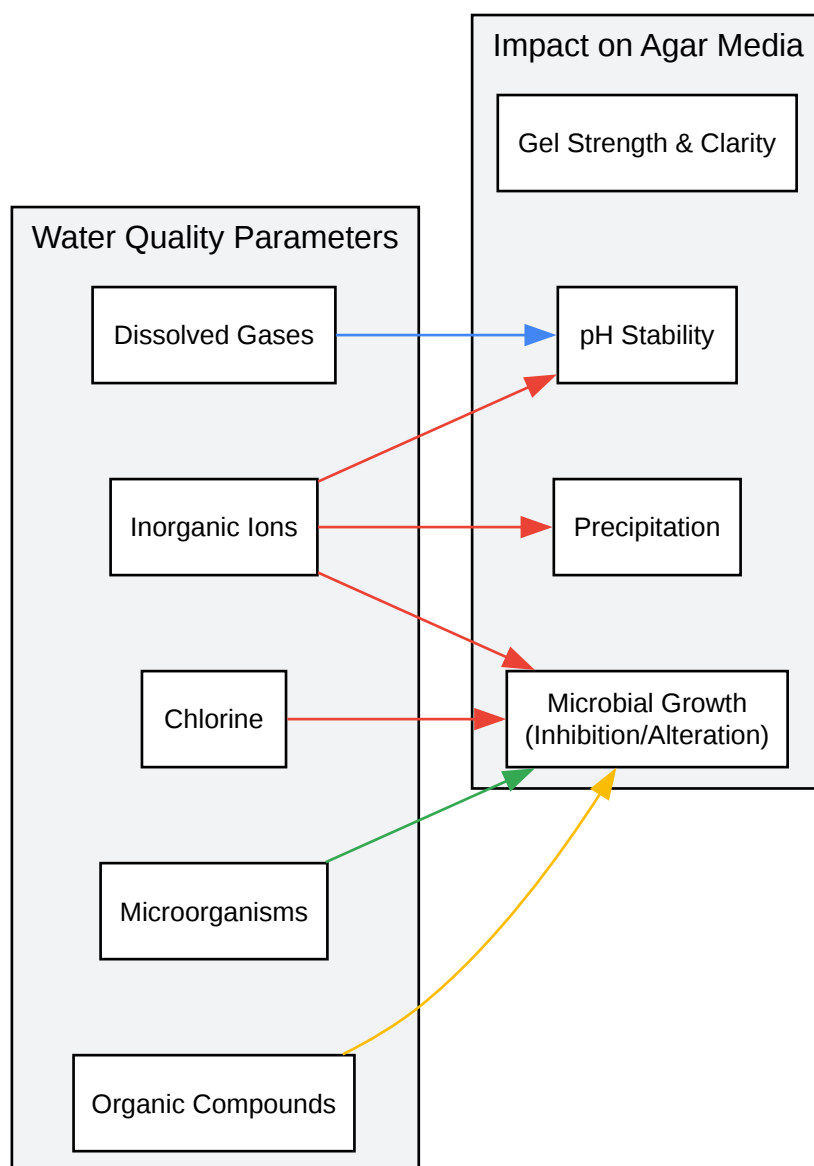 Impact on Agar Media
Gel Strength & Clarity
pH Stability
Precipitation
Microbial Growth
(Inhibition/Alteration)
Water Quality Parameters
Dissolved Gases
Inorganic Ions
Chlorine
Microorganisms
Organic Compounds